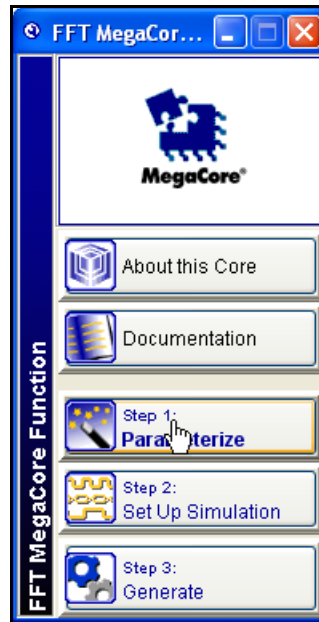 FFT MegaCor...
MegaCore®
About this Core
Documentation
Step 1:
Parameterize
Step 2:
Set Up Simulation
Step 3:
Generate
FFT MegaCore Function